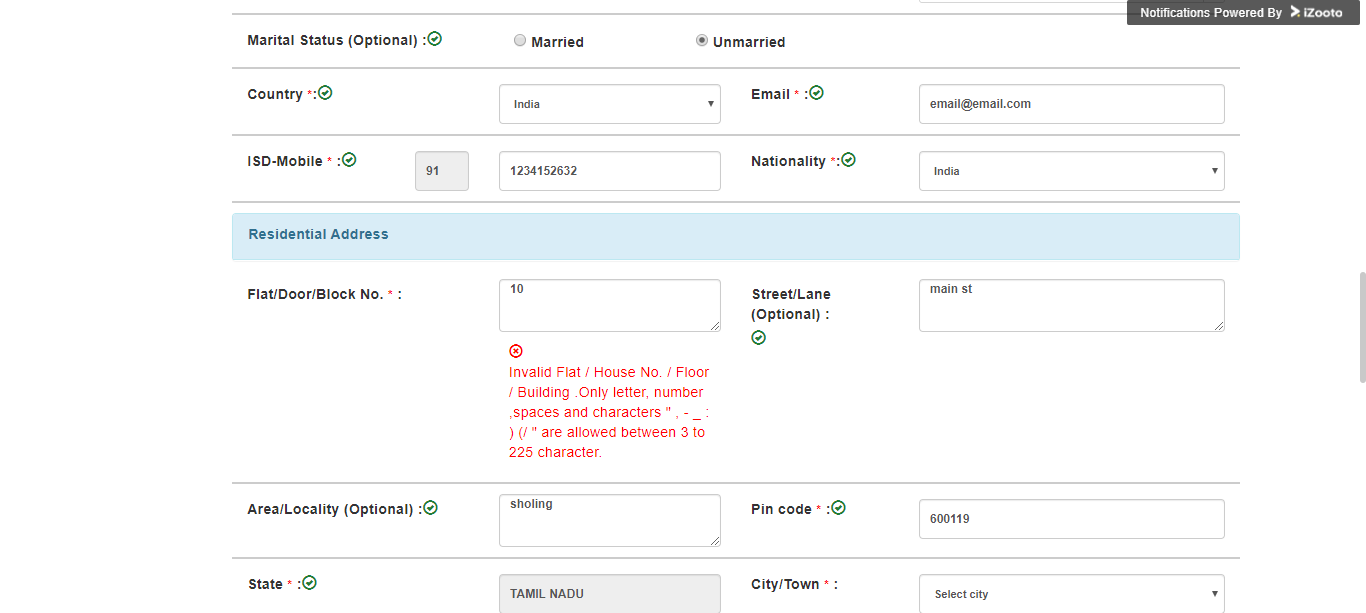 Notifications Powered By iZooto
Marital Status (Optional) : Married Unmarried
Country *: India Email * : email@email.com
ISD-Mobile * : 91 1234152632 Nationality *: India
Residential Address
Flat/Door/Block No. * : 10 Street/Lane main st
(Optional) :
Invalid Flat / House No. / Floor
/ Building .Only letter, number
,spaces and characters " , - _ :
) (/ " are allowed between 3 to
225 character.
Area/Locality (Optional) : sholing Pin code * : 600119
State * : TAMIL NADU City/Town * : Select city